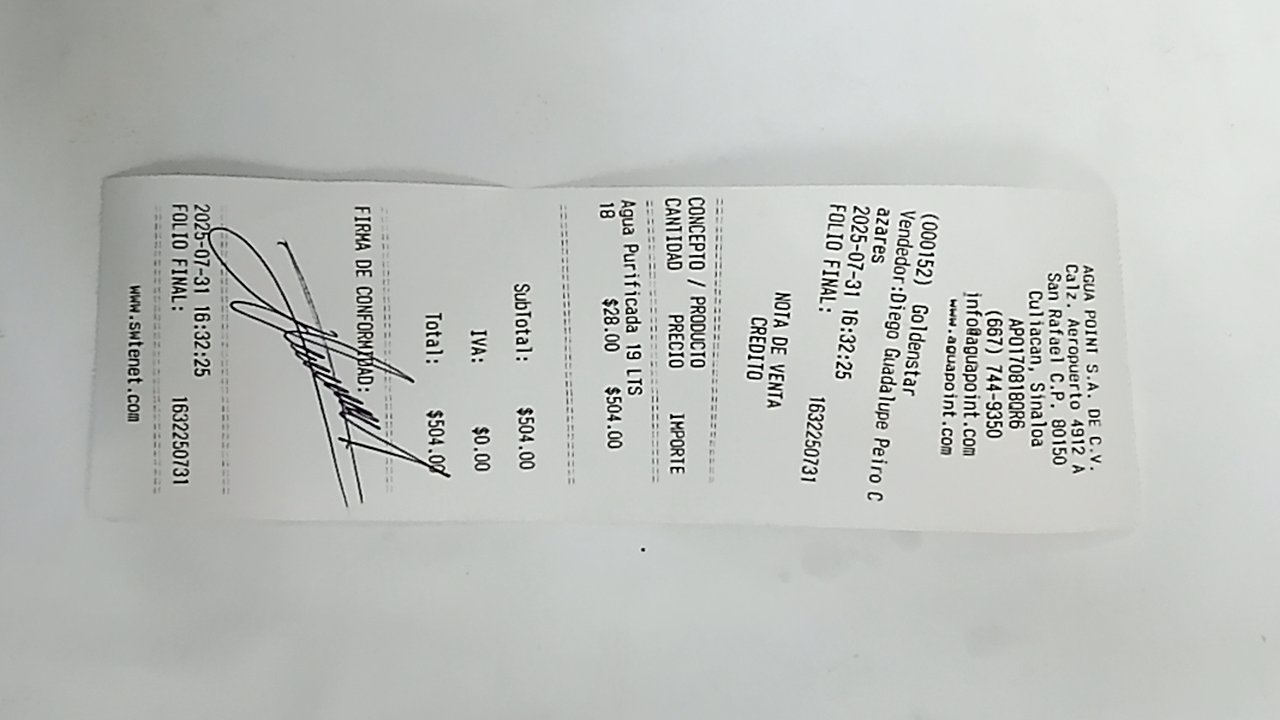 AGUA POINT S.A. DE C.V.
Calz. Aeropuerto 4912 A
San Rafael C.P. 80150
Culiacan, Sinaloa
APO170818QR6
(667) 744-9350
info@aguapoint.com
www.aguapoint.com
(000152) Goldenstar
Vendedor:Diego Guadalupe Peiro C
azares
2025-07-31 16:32:25
FOLIO FINAL: 1632250731
NOTA DE VENTA
CREDITO
CONCEPTO / PRODUCTO
CANTIDAD PRECIO IMPORTE
Agua Purificada 19 LTS
18 $28.00 $504.00
SubTotal: $504.00
IVA: $0.00
Total: $504.00
FIRMA DE CONFORMIDAD:
2025-07-31 16:32:25
FOLIO FINAL: 1632250731
www.swtenet.com